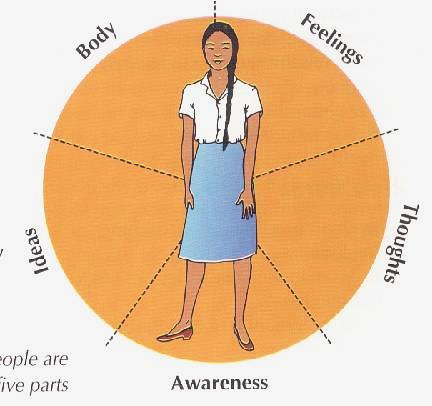 Body
Feelings
Ideas
Thoughts
eople are
five parts
Awareness